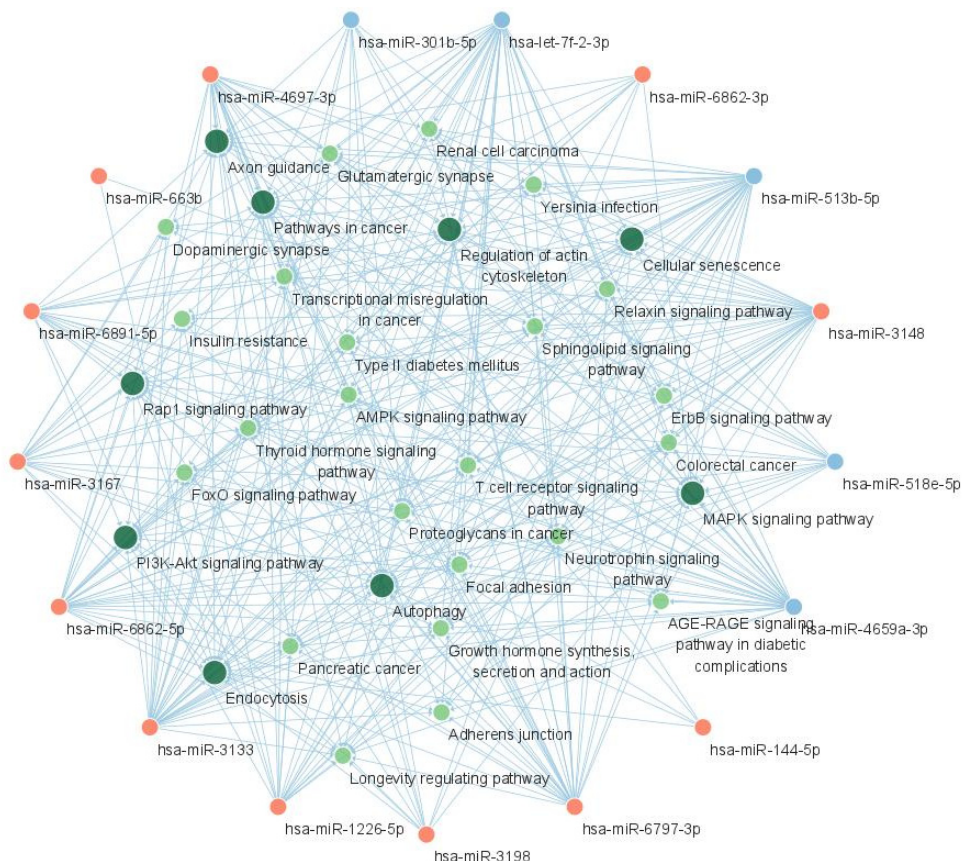 hsa-miR-301b-5p
hsa-let-7f-2-3p
hsa-miR-4697-3p
hsa-miR-6862-3p
Renal cell carcinoma
Axon guidance
Glutamatergic synapse
hsa-miR-663b
hsa-miR-513b-5p
Yersinia infection
Pathways in cancer
Dopaminergic synapse
Regulation of actin
cytoskeleton
Cellular senescence
Transcriptional misregulation
in cancer
Relaxin signaling pathway
hsa-miR-6891-5p
hsa-miR-3148
Insulin resistance
Type II diabetes mellitus
Sphingolipid signaling
pathway
Rap1 signaling pathway
AMPK signaling pathway
ErbB signaling pathway
Thyroid hormone signaling
pathway
Colorectal cancer
hsa-miR-3167
FoxO signaling pathway
T cell receptor signaling
pathway
hsa-miR-518e-5p
MAPK signaling pathway
Proteoglycans in cancer
PI3K-Akt signaling pathway
Neurotrophin signaling
pathway
Focal adhesion
Autophagy
hsa-miR-6862-5p
AGE-RAGE signaling
pathway in diabetic
complications
hsa-miR-4659a-3p
Growth hormone synthesis,
secretion and action
Pancreatic cancer
Endocytosis
Adherens junction
hsa-miR-3133
hsa-miR-144-5p
Longevity regulating pathway
hsa-miR-1226-5p
hsa-miR-6797-3p
hsa-miR-3198